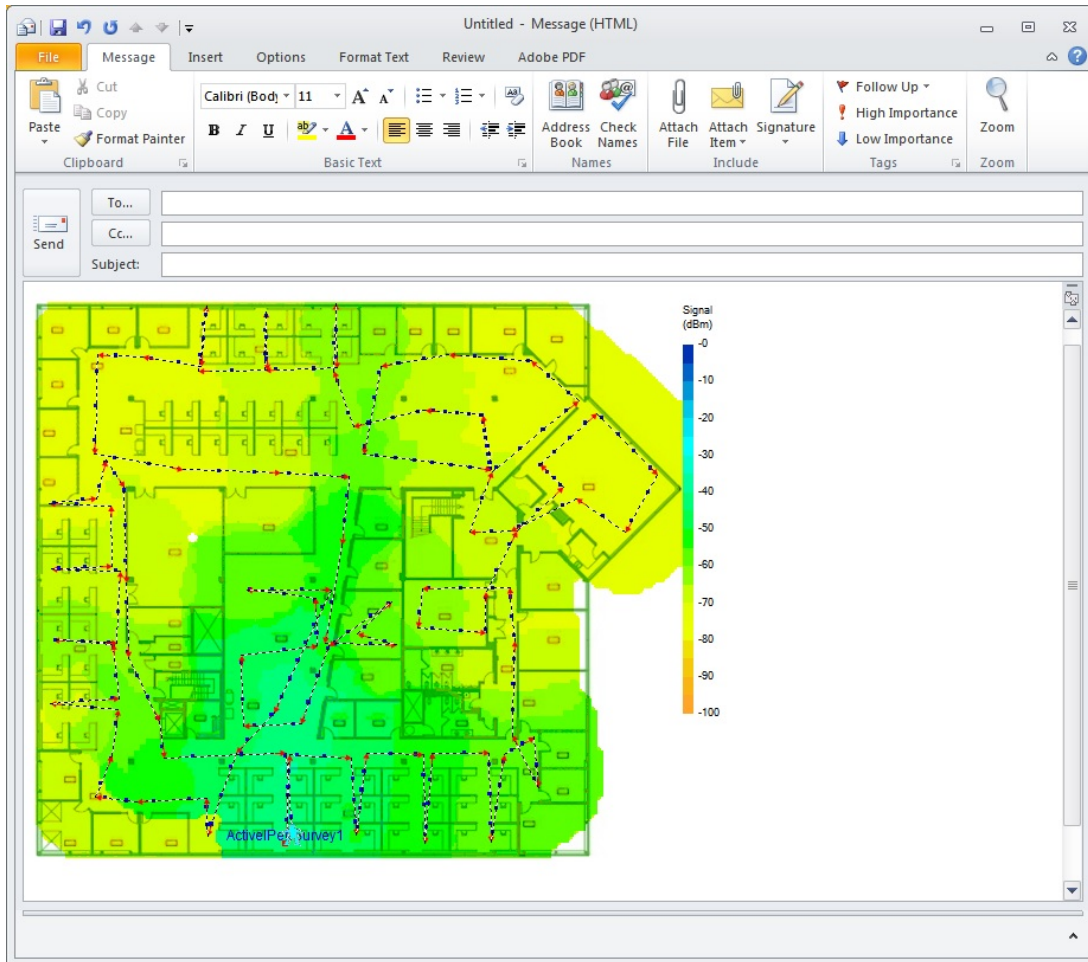 Untitled - Message (HTML)
File Message Insert Options Format Text Review Adobe PDF
Paste
Cut
Copy
Format Painter
Clipboard
Calibri (Body 11
B I U
Basic Text
Address Book
Check Names
Names
Attach File
Attach Item
Signature
Include
Follow Up
High Importance
Low Importance
Tags
Zoom
Zoom
Send
To...
Cc...
Subject:
Signal
(dBm)
-0
-10
-20
-30
-40
-50
-60
-70
-80
-90
-100